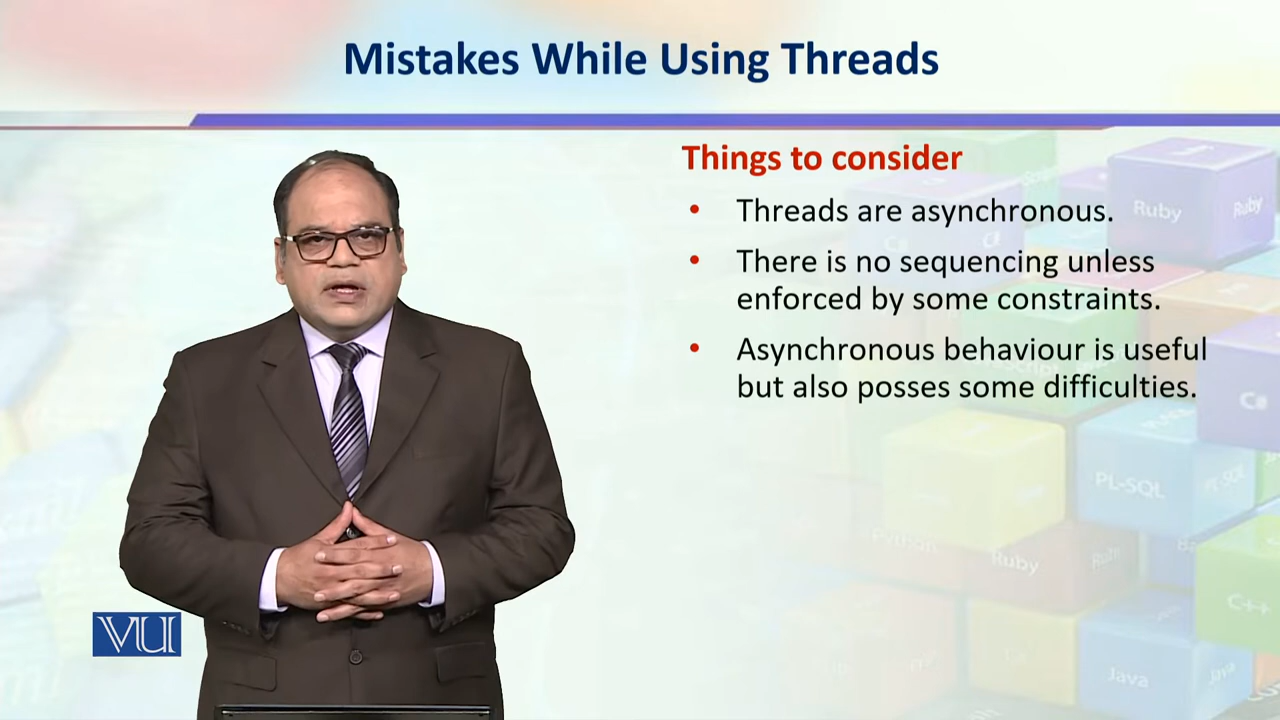 Mistakes While Using Threads
Things to consider
• Threads are asynchronous.
• There is no sequencing unless
enforced by some constraints.
• Asynchronous behaviour is useful
but also posses some difficulties.
VU
Ruby
Ruby
C#
C#
PL-SQL
Python
Ruby
C++
Java
Java